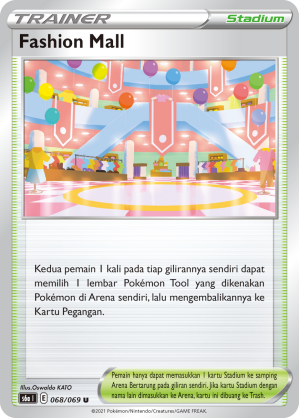 TRAINER Stadium
Fashion Mall
Kedua pemain 1 kali pada tiap gilirannya sendiri dapat
memilih 1 lembar Pokémon Tool yang dikenakan
Pokémon di Arena sendiri, lalu mengembalikannya ke
Kartu Pegangan.
Illus.Oswaldo KATO
s6a I E 068/069 U
Pemain hanya dapat memasukkan 1 kartu Stadium ke samping
Arena Bertarung pada giliran sendiri. Jika kartu Stadium dengan
nama lain dimasukkan ke Arena, kartu ini dibuang ke Trash.
©2021 Pokémon/Nintendo/Creatures/GAME FREAK.